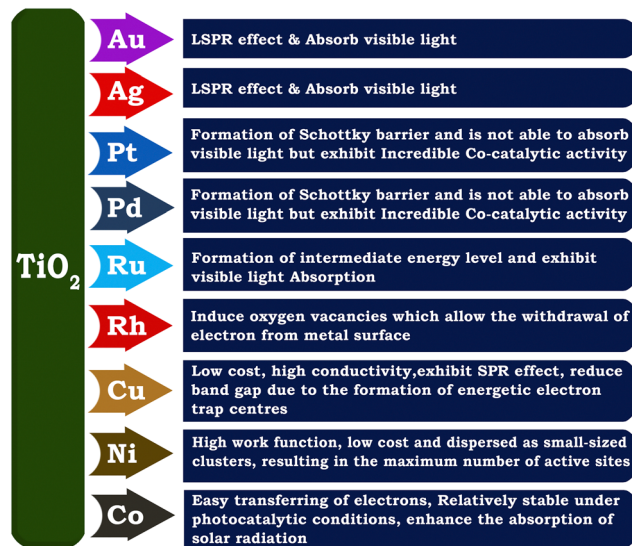 TiO₂
Au
LSPR effect & Absorb visible light
Ag
LSPR effect & Absorb visible light
Pt
Formation of Schottky barrier and is not able to absorb
visible light but exhibit Incredible Co-catalytic activity
Pd
Formation of Schottky barrier and is not able to absorb
visible light but exhibit Incredible Co-catalytic activity
Ru
Formation of intermediate energy level and exhibit
visible light Absorption
Rh
Induce oxygen vacancies which allow the withdrawal of
electron from metal surface
Cu
Low cost, high conductivity,exhibit SPR effect, reduce
band gap due to the formation of energetic electron
trap centres
Ni
High work function, low cost and dispersed as small-sized
clusters, resulting in the maximum number of active sites
Co
Easy transferring of electrons, Relatively stable under
photocatalytic conditions, enhance the absorption of
solar radiation